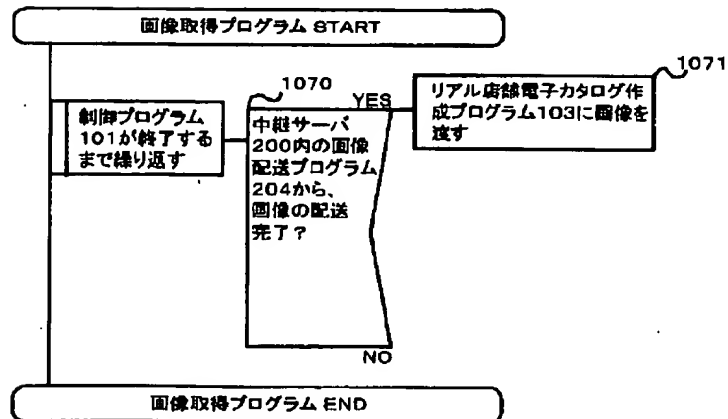 画像取得プログラム START
制御プログラム
101が終了する
まで繰り返す
1070
YES
中継サーバ
200内の画像
配送プログラム
204から、
画像の配送
完了?
NO
1071
リアル店舗電子カタログ作
成プログラム103に画像を
渡す
画像取得プログラム END